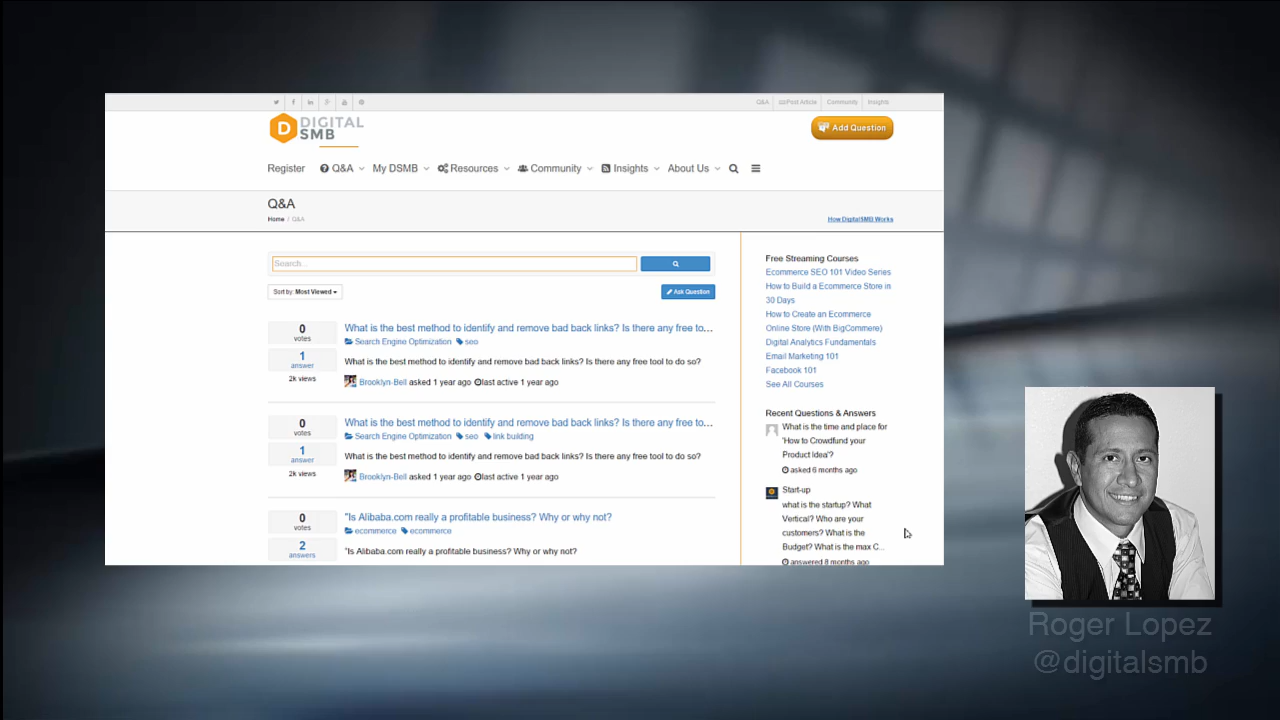 Q&A Post Article Community Insights
DIGITAL
SMB
Add Question
Register Q&A My DSMB Resources Community Insights About Us
Q&A
Home / Q&A
How DigitalSMB Works
Search...
Sort by: Most Viewed
Ask Question
0
votes
1
answer
2k views
What is the best method to identify and remove bad back links? Is there any free to...
Search Engine Optimization seo
What is the best method to identify and remove bad back links? Is there any free tool to do so?
Brooklyn-Bell asked 1 year ago last active 1 year ago
0
votes
1
answer
2k views
What is the best method to identify and remove bad back links? Is there any free to...
Search Engine Optimization seo link building
What is the best method to identify and remove bad back links? Is there any free tool to do so?
Brooklyn-Bell asked 1 year ago last active 1 year ago
0
votes
2
answers
"Is Alibaba.com really a profitable business? Why or why not?
ecommerce ecommerce
"Is Alibaba.com really a profitable business? Why or why not?
Free Streaming Courses
Ecommerce SEO 101 Video Series
How to Build a Ecommerce Store in
30 Days
How to Create an Ecommerce
Online Store (With BigCommerce)
Digital Analytics Fundamentals
Email Marketing 101
Facebook 101
See All Courses
Recent Questions & Answers
What is the time and place for
'How to Crowdfund your
Product Idea'?
asked 6 months ago
Start-up
what is the startup? What
Vertical? Who are your
customers? What is the
Budget? What is the max C...
answered 8 months ago
Roger Lopez
@digitalsmb